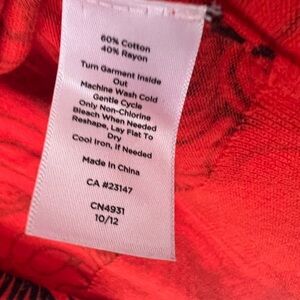 60% Cotton
40% Rayon
Turn Garment Inside
Out
Machine Wash Cold
Gentle Cycle
Only Non-Chlorine
Bleach When Needed
Reshape, Lay Flat To
Dry
Cool Iron, If Needed
Made In China
CA #23147
CN4931
10/12